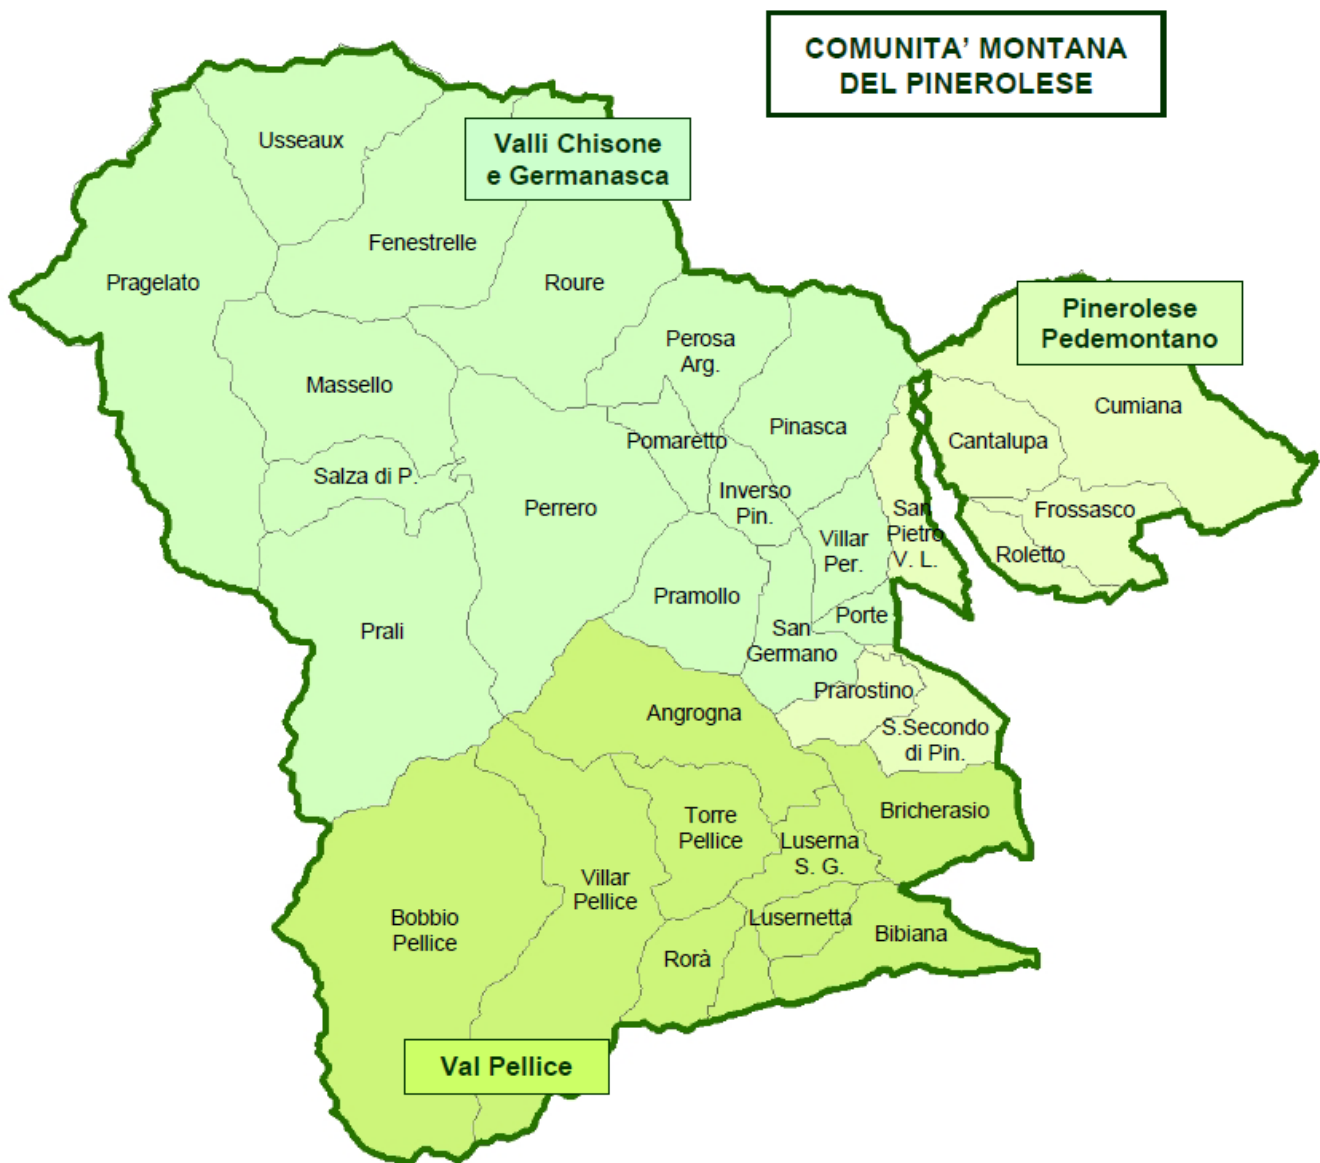 COMUNITA' MONTANA
DEL PINEROLESE
Usseaux
Valli Chisone
e Germanasca
Fenestrelle
Pragelato
Roure
Pinerolese
Pedemontano
Perosa
Arg.
Massello
Cumiana
Pinasca
Cantalupa
Pomaretto
Salza di P.
Inverso
Pin.
Perrero
San
Pietro
V. L.
Frossasco
Villar
Per.
Roletto
Pramollo
Porte
Prali
San
Germano
Prarostino
Angrogna
S.Secondo
di Pin.
Bricherasio
Torre
Pellice
Luserna
S. G.
Villar
Pellice
Bobbio
Pellice
Lusernetta
Bibiana
Rorà
Val Pellice